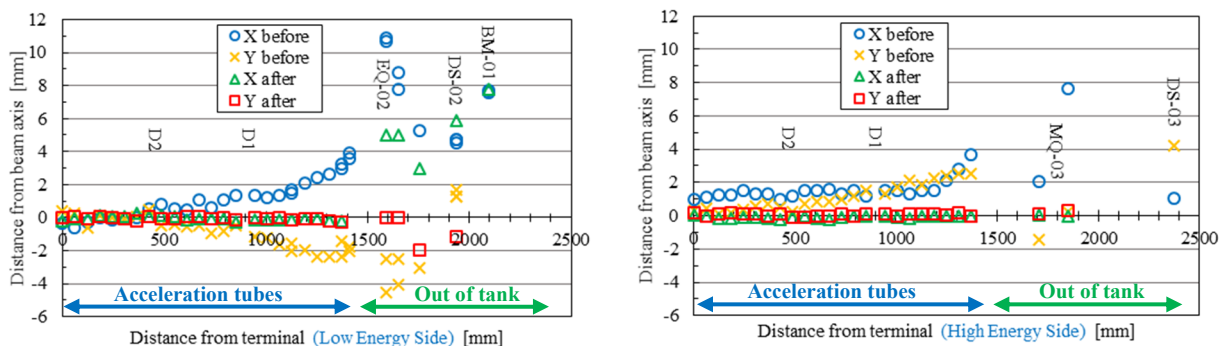 12
10
8
6
4
2
0
-2
-4
-6
Distance from beam axis [mm]
X before
Y before
X after
Y after
D2
D1
EQ-02
DS-02
BM-01
0
500
1000
1500
2000
2500
Acceleration tubes
Out of tank
Distance from terminal (Low Energy Side) [mm]
12
10
8
6
4
2
0
-2
-4
-6
Distance from beam axis [mm]
X before
Y before
X after
Y after
D2
D1
MQ-03
DS-03
0
500
1000
1500
2000
2500
Acceleration tubes
Out of tank
Distance from terminal (High Energy Side) [mm]